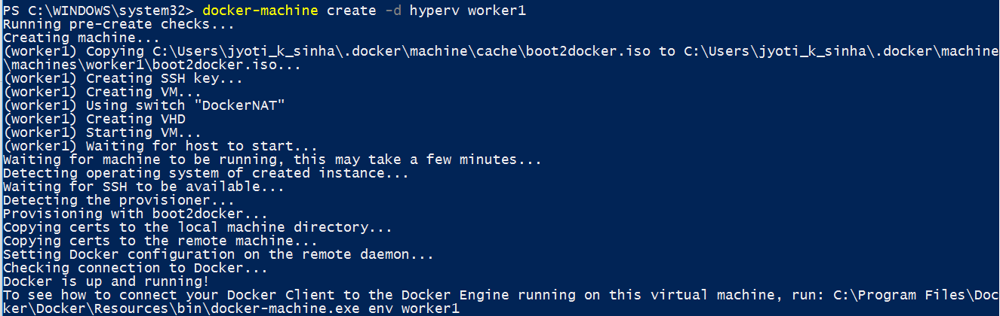 PS C:\WINDOWS\system32> docker-machine create -d hyperv worker1
Running pre-create checks...
Creating machine...
(worker1) Copying C:\Users\jyoti_k_sinha\.docker\machine\cache\boot2docker.iso to C:\Users\jyoti_k_sinha\.docker\machine
\machines\worker1\boot2docker.iso...
(worker1) Creating SSH key...
(worker1) Creating VM...
(worker1) Using switch "DockerNAT"
(worker1) Creating VHD
(worker1) Starting VM...
(worker1) Waiting for host to start...
Waiting for machine to be running, this may take a few minutes...
Detecting operating system of created instance...
Waiting for SSH to be available...
Detecting the provisioner...
Provisioning with boot2docker...
Copying certs to the local machine directory...
Copying certs to the remote machine...
Setting Docker configuration on the remote daemon...
Checking connection to Docker...
Docker is up and running!
To see how to connect your Docker Client to the Docker Engine running on this virtual machine, run: C:\Program Files\Doc
ker\Docker\Resources\bin\docker-machine.exe env worker1